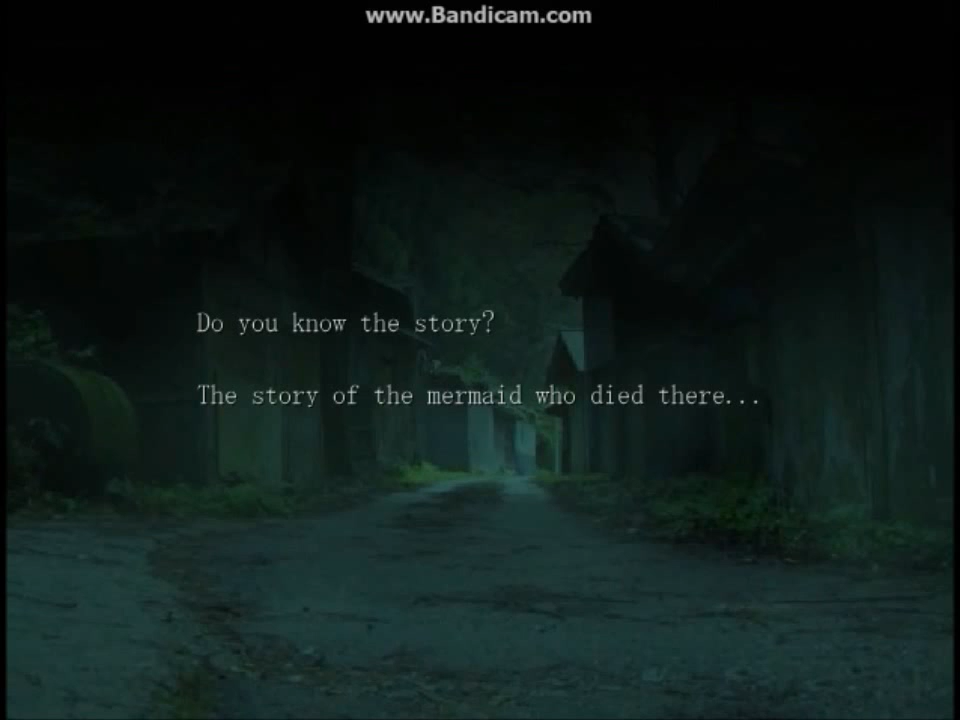 www.Bandicam.com
Do you know the story?
The story of the mermaid who died there...